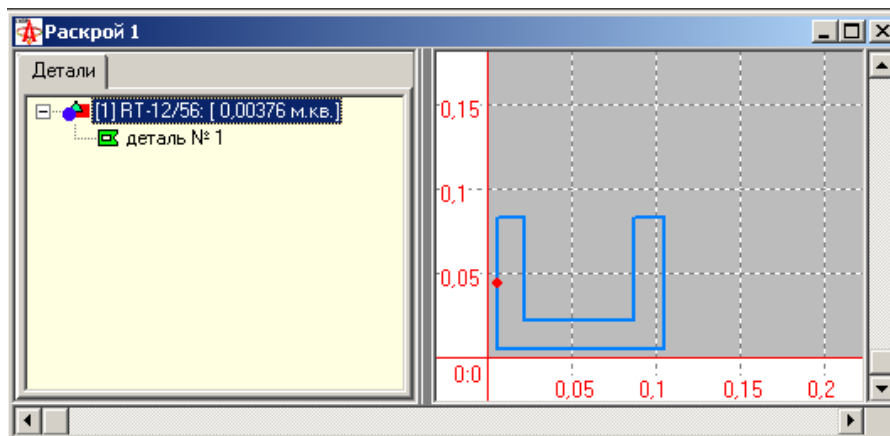 Раскрой 1
Детали
[1] RT-12/56: [ 0,00376 м.кв.]
деталь № 1
0,15
0,1
0,05
0:0
0,05 0,1 0,15 0,2